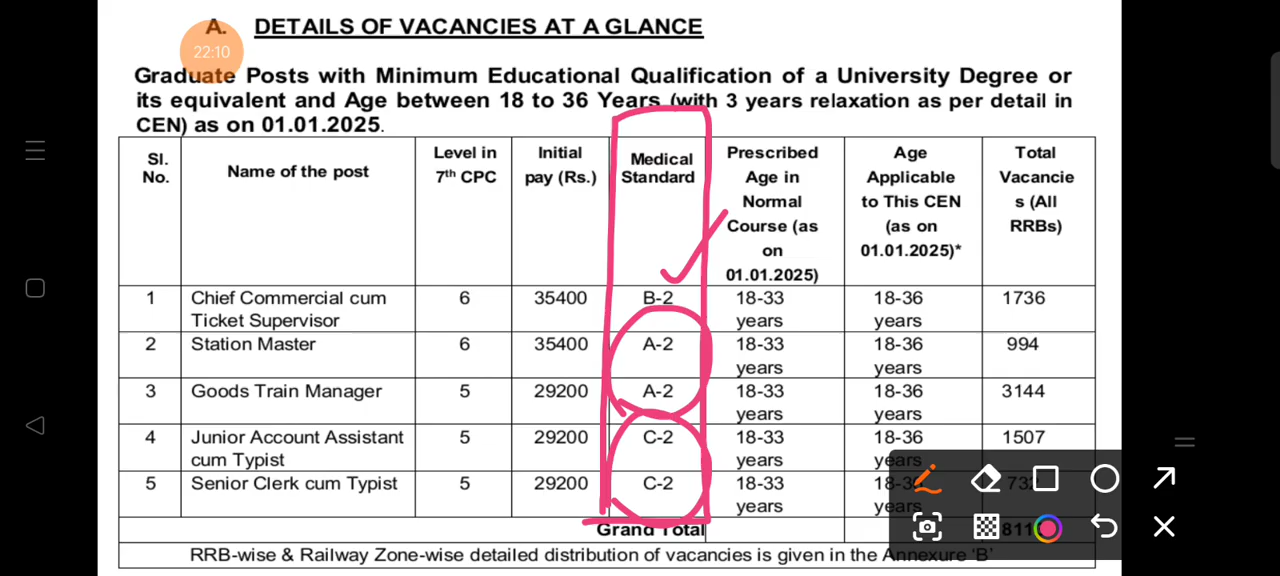 A. DETAILS OF VACANCIES AT A GLANCE
22:10
Graduate Posts with Minimum Educational Qualification of a University Degree or
its equivalent and Age between 18 to 36 Years (with 3 years relaxation as per detail in
CEN) as on 01.01.2025.
Sl. No. Name of the post Level in 7th CPC Initial pay (Rs.) Medical Standard Prescribed Age in Normal Course (as on 01.01.2025) Age Applicable to This CEN (as on 01.01.2025)* Total Vacancie s (All RRBs)
1 Chief Commercial cum Ticket Supervisor 6 35400 B-2 18-33 years 18-36 years 1736
2 Station Master 6 35400 A-2 18-33 years 18-36 years 994
3 Goods Train Manager 5 29200 A-2 18-33 years 18-36 years 3144
4 Junior Account Assistant cum Typist 5 29200 C-2 18-33 years 18-36 years 1507
5 Senior Clerk cum Typist 5 29200 C-2 18-33 years years 732
Grand Total
RRB-wise & Railway Zone-wise detailed distribution of vacancies is given in the Annexure 'B'